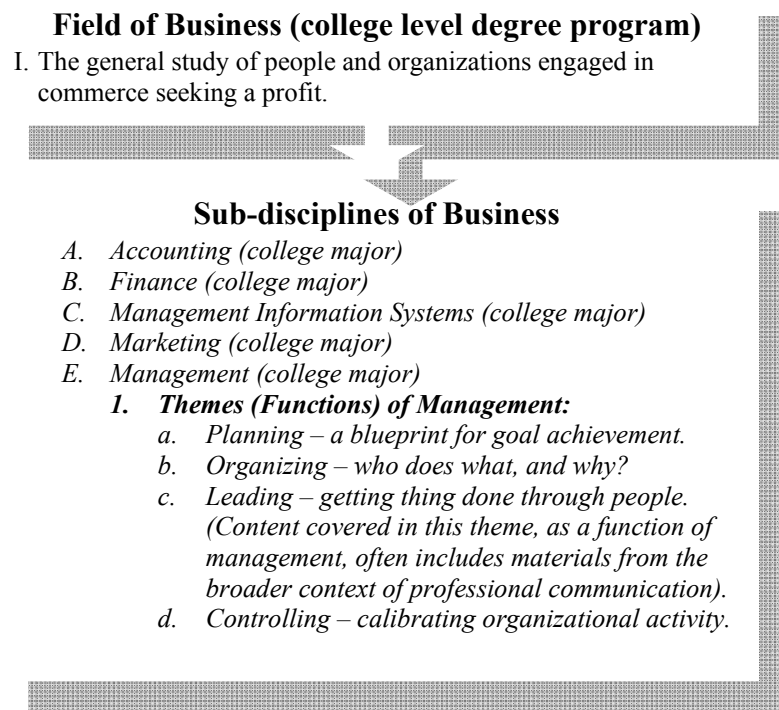 Field of Business (college level degree program)
I. The general study of people and organizations engaged in
commerce seeking a profit.
Sub-disciplines of Business
A. Accounting (college major)
B. Finance (college major)
C. Management Information Systems (college major)
D. Marketing (college major)
E. Management (college major)
1. Themes (Functions) of Management:
a. Planning – a blueprint for goal achievement.
b. Organizing – who does what, and why?
c. Leading – getting thing done through people.
(Content covered in this theme, as a function of
management, often includes materials from the
broader context of professional communication).
d. Controlling – calibrating organizational activity.